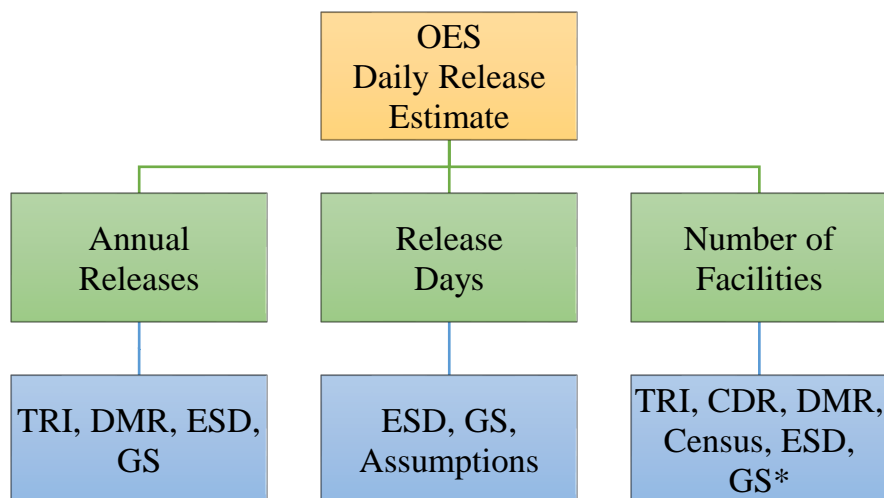 OES
Daily Release
Estimate
Annual
Releases
Release
Days
Number of
Facilities
TRI, DMR, ESD,
GS
ESD, GS,
Assumptions
TRI, CDR, DMR,
Census, ESD,
GS*